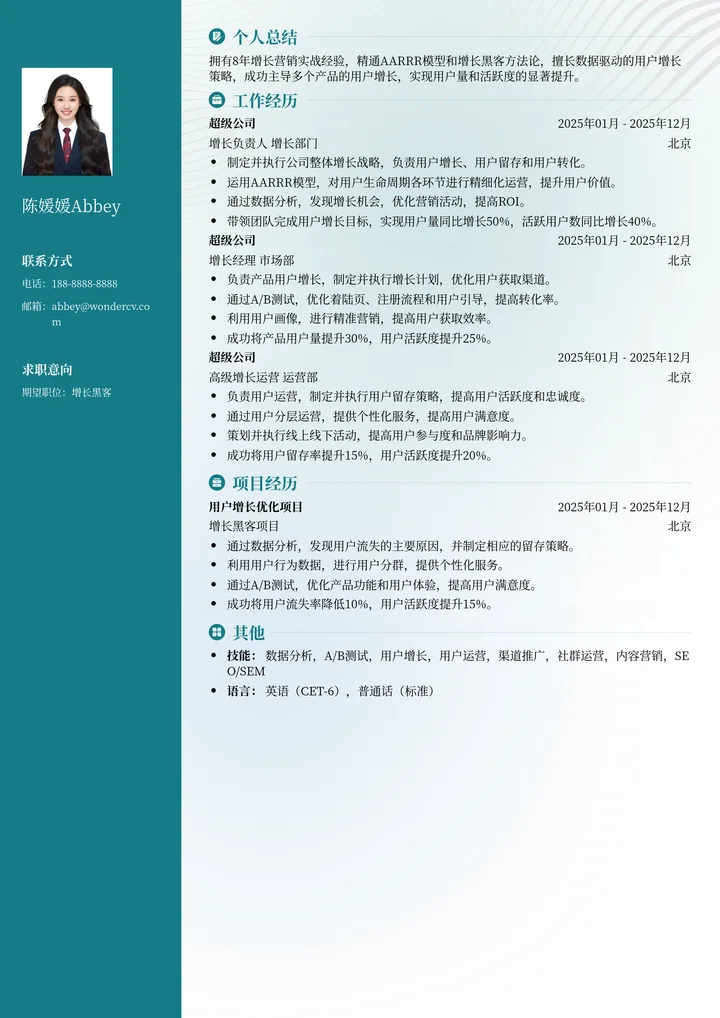 陈媛媛Abbey
联系方式
电话：188-8888-8888
邮箱：abbey@wondercv.co
m
求职意向
期望职位：增长黑客
个人总结
拥有8年增长营销实战经验，精通AARRR模型和增长黑客方法论，擅长数据驱动的用户增长
策略，成功主导多个产品的用户增长，实现用户量和活跃度的显著提升。
工作经历
超级公司 2025年01月 - 2025年12月
增长负责人 增长部门 北京
• 制定并执行公司整体增长战略，负责用户增长、用户留存和用户转化。
• 运用AARRR模型，对用户生命周期各环节进行精细化运营，提升用户价值。
• 通过数据分析，发现增长机会，优化营销活动，提高ROI。
• 带领团队完成用户增长目标，实现用户量同比增长50%，活跃用户数同比增长40%。
超级公司 2025年01月 - 2025年12月
增长经理 市场部 北京
• 负责产品用户增长，制定并执行增长计划，优化用户获取渠道。
• 通过A/B测试，优化着陆页、注册流程和用户引导，提高转化率。
• 利用用户画像，进行精准营销，提高用户获取效率。
• 成功将产品用户量提升30%，用户活跃度提升25%。
超级公司 2025年01月 - 2025年12月
高级增长运营 运营部 北京
• 负责用户运营，制定并执行用户留存策略，提高用户活跃度和忠诚度。
• 通过用户分层运营，提供个性化服务，提高用户满意度。
• 策划并执行线上线下活动，提高用户参与度和品牌影响力。
• 成功将用户留存率提升15%，用户活跃度提升20%。
项目经历
用户增长优化项目 2025年01月 - 2025年12月
增长黑客项目 北京
• 通过数据分析，发现用户流失的主要原因，并制定相应的留存策略。
• 利用用户行为数据，进行用户分群，提供个性化服务。
• 通过A/B测试，优化产品功能和用户体验，提高用户满意度。
• 成功将用户流失率降低10%，用户活跃度提升15%。
其他
• 技能： 数据分析，A/B测试，用户增长，用户运营，渠道推广，社群运营，内容营销，SE
O/SEM
• 语言： 英语（CET-6），普通话（标准）